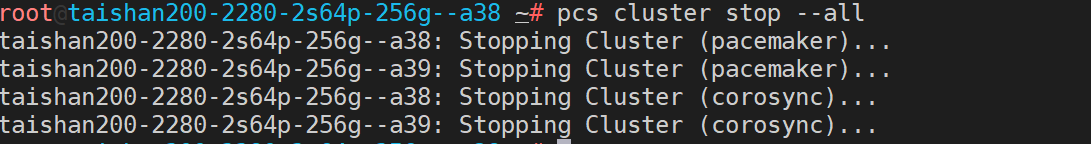 root@taishan200-2280-2s64p-256g--a38 ~# pcs cluster stop --all
taishan200-2280-2s64p-256g--a38: Stopping Cluster (pacemaker)...
taishan200-2280-2s64p-256g--a39: Stopping Cluster (pacemaker)...
taishan200-2280-2s64p-256g--a38: Stopping Cluster (corosync)...
taishan200-2280-2s64p-256g--a39: Stopping Cluster (corosync)...